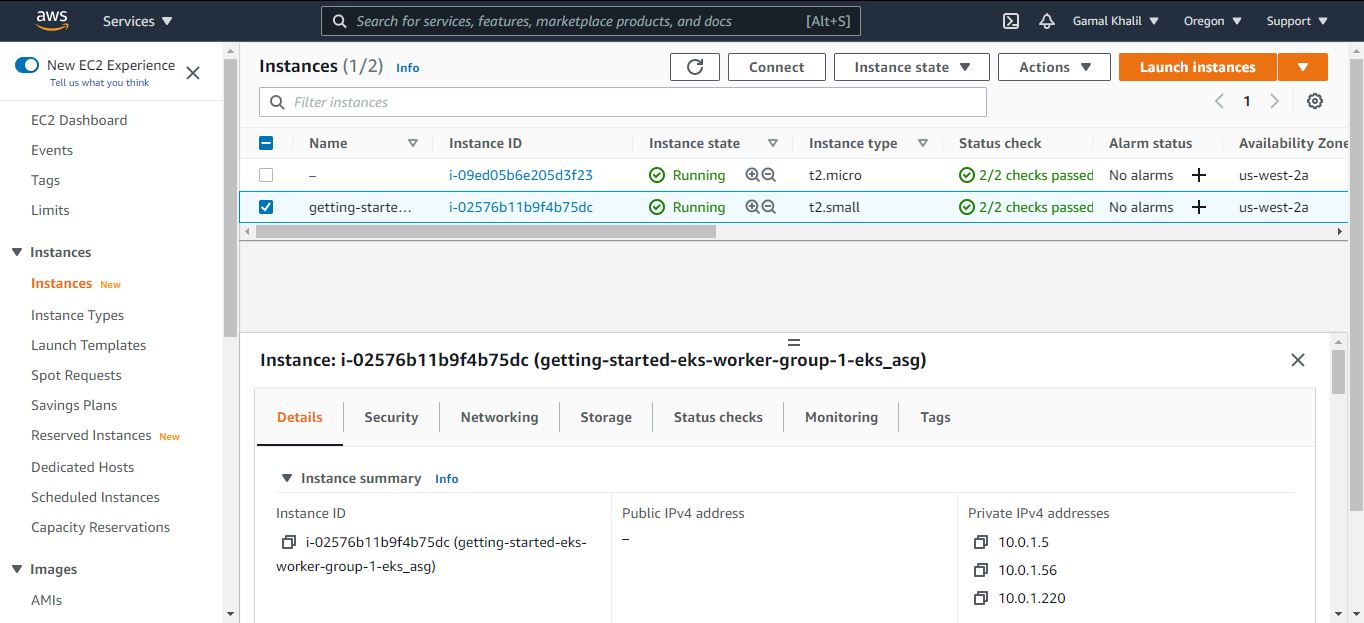 aws Services Search for services, features, marketplace products, and docs [Alt+S] Gamal Khalil Oregon Support
New EC2 Experience
Tell us what you think
EC2 Dashboard
Events
Tags
Limits
Instances
Instances New
Instance Types
Launch Templates
Spot Requests
Savings Plans
Reserved Instances New
Dedicated Hosts
Scheduled Instances
Capacity Reservations
Images
AMIs
Instances (1/2) Info Connect Instance state Actions Launch instances
Filter instances 1
Name Instance ID Instance state Instance type Status check Alarm status Availability Zone
– i-09ed05b6e205d3f23 Running t2.micro 2/2 checks passed No alarms us-west-2a
getting-starte... i-02576b11b9f4b75dc Running t2.small 2/2 checks passed No alarms us-west-2a
Instance: i-02576b11b9f4b75dc (getting-started-eks-worker-group-1-eks_asg)
Details Security Networking Storage Status checks Monitoring Tags
Instance summary Info
Instance ID
i-02576b11b9f4b75dc (getting-started-eks-
worker-group-1-eks_asg)
Public IPv4 address
–
Private IPv4 addresses
10.0.1.5
10.0.1.56
10.0.1.220